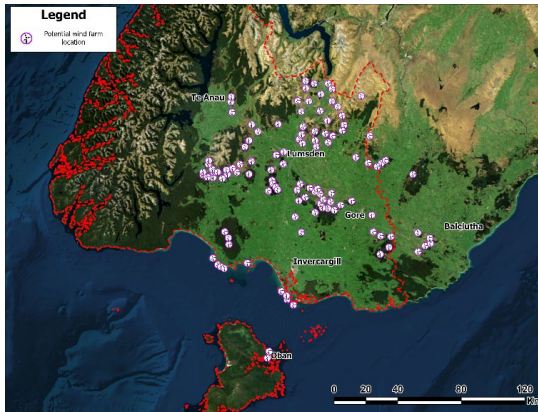 Legend
Potential wind farm
location
Te Anau
Lumsden
Gore
Balclutha
Invercargill
Oban
0 20 40 80 120
Km